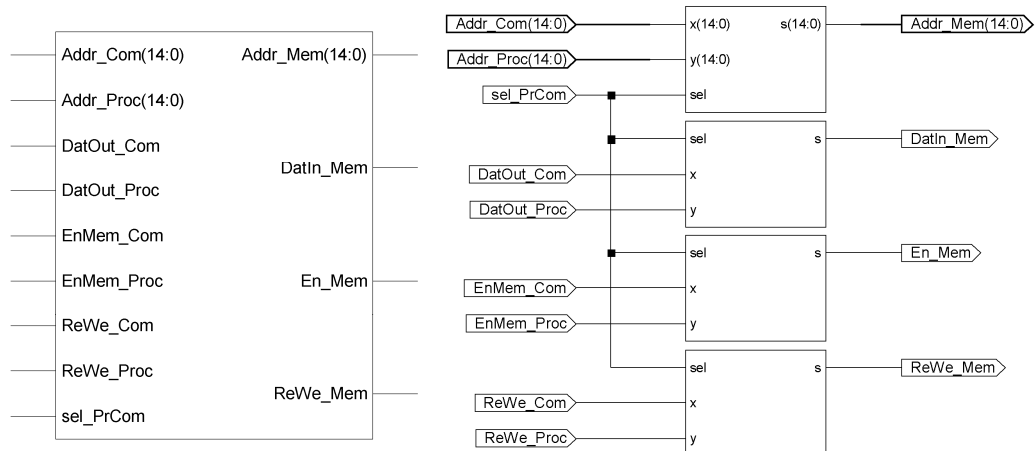 Addr_Com(14:0) Addr_Mem(14:0)
Addr_Proc(14:0)
DatOut_Com
DatIn_Mem
DatOut_Proc
EnMem_Com
EnMem_Proc En_Mem
ReWe_Com
ReWe_Proc
ReWe_Mem
sel_PrCom
Addr_Com(14:0) x(14:0) s(14:0) Addr_Mem(14:0)
Addr_Proc(14:0) y(14:0)
sel_PrCom sel
sel s DatIn_Mem
DatOut_Com x
DatOut_Proc y
sel s En_Mem
EnMem_Com x
EnMem_Proc y
sel s ReWe_Mem
ReWe_Com x
ReWe_Proc y